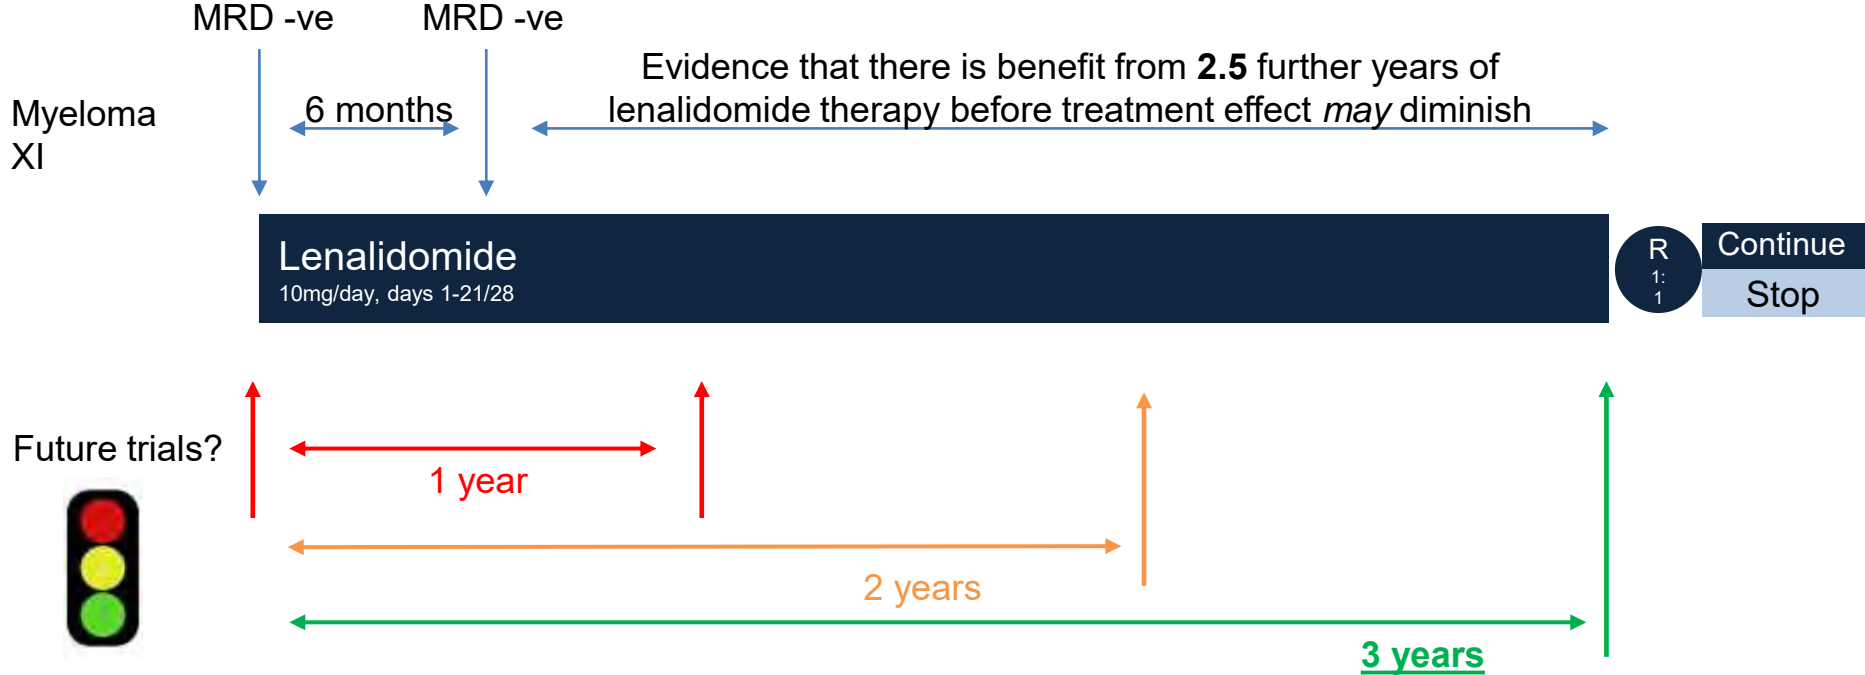 MRD -ve
MRD -ve
Evidence that there is benefit from 2.5 further years of
lenalidomide therapy before treatment effect may diminish
6 months
Myeloma
XI
Lenalidomide
10mg/day, days 1-21/28
R
1:
1
Continue
Stop
Future trials?
1 year
2 years
3 years